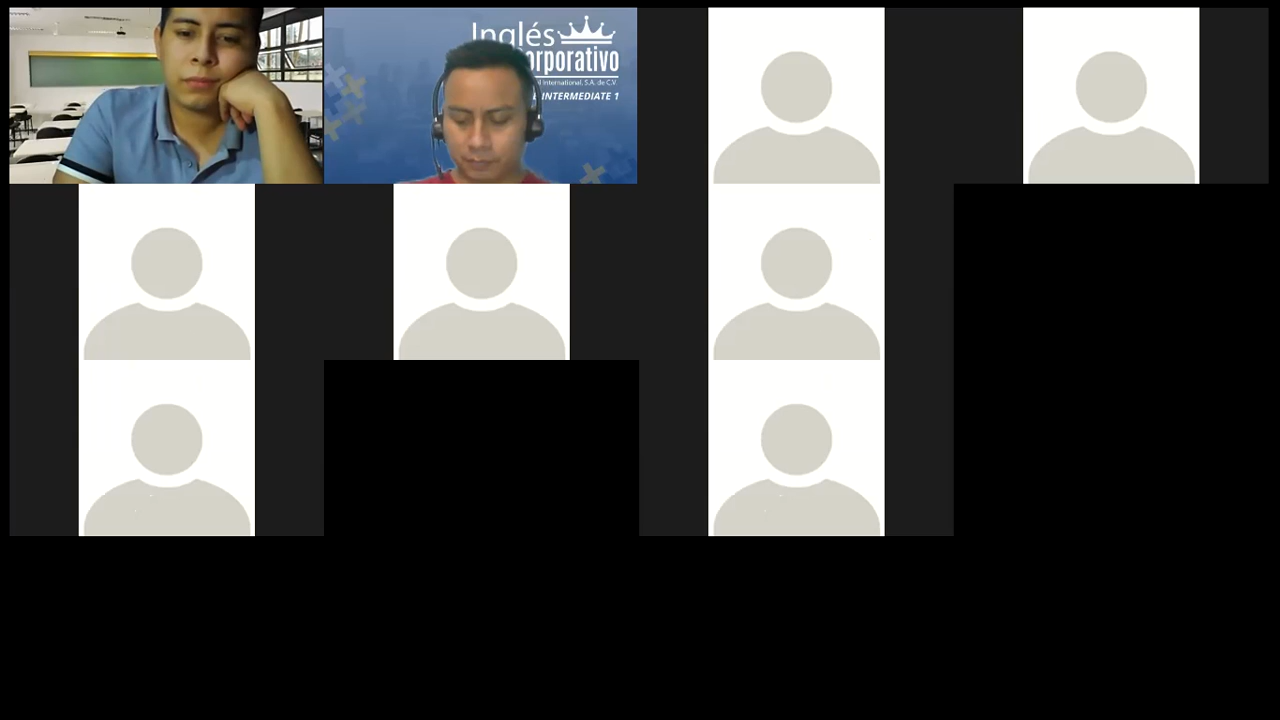 Inglés
orporativo
l International, S.A. de C.V.
E INTERMEDIATE 1